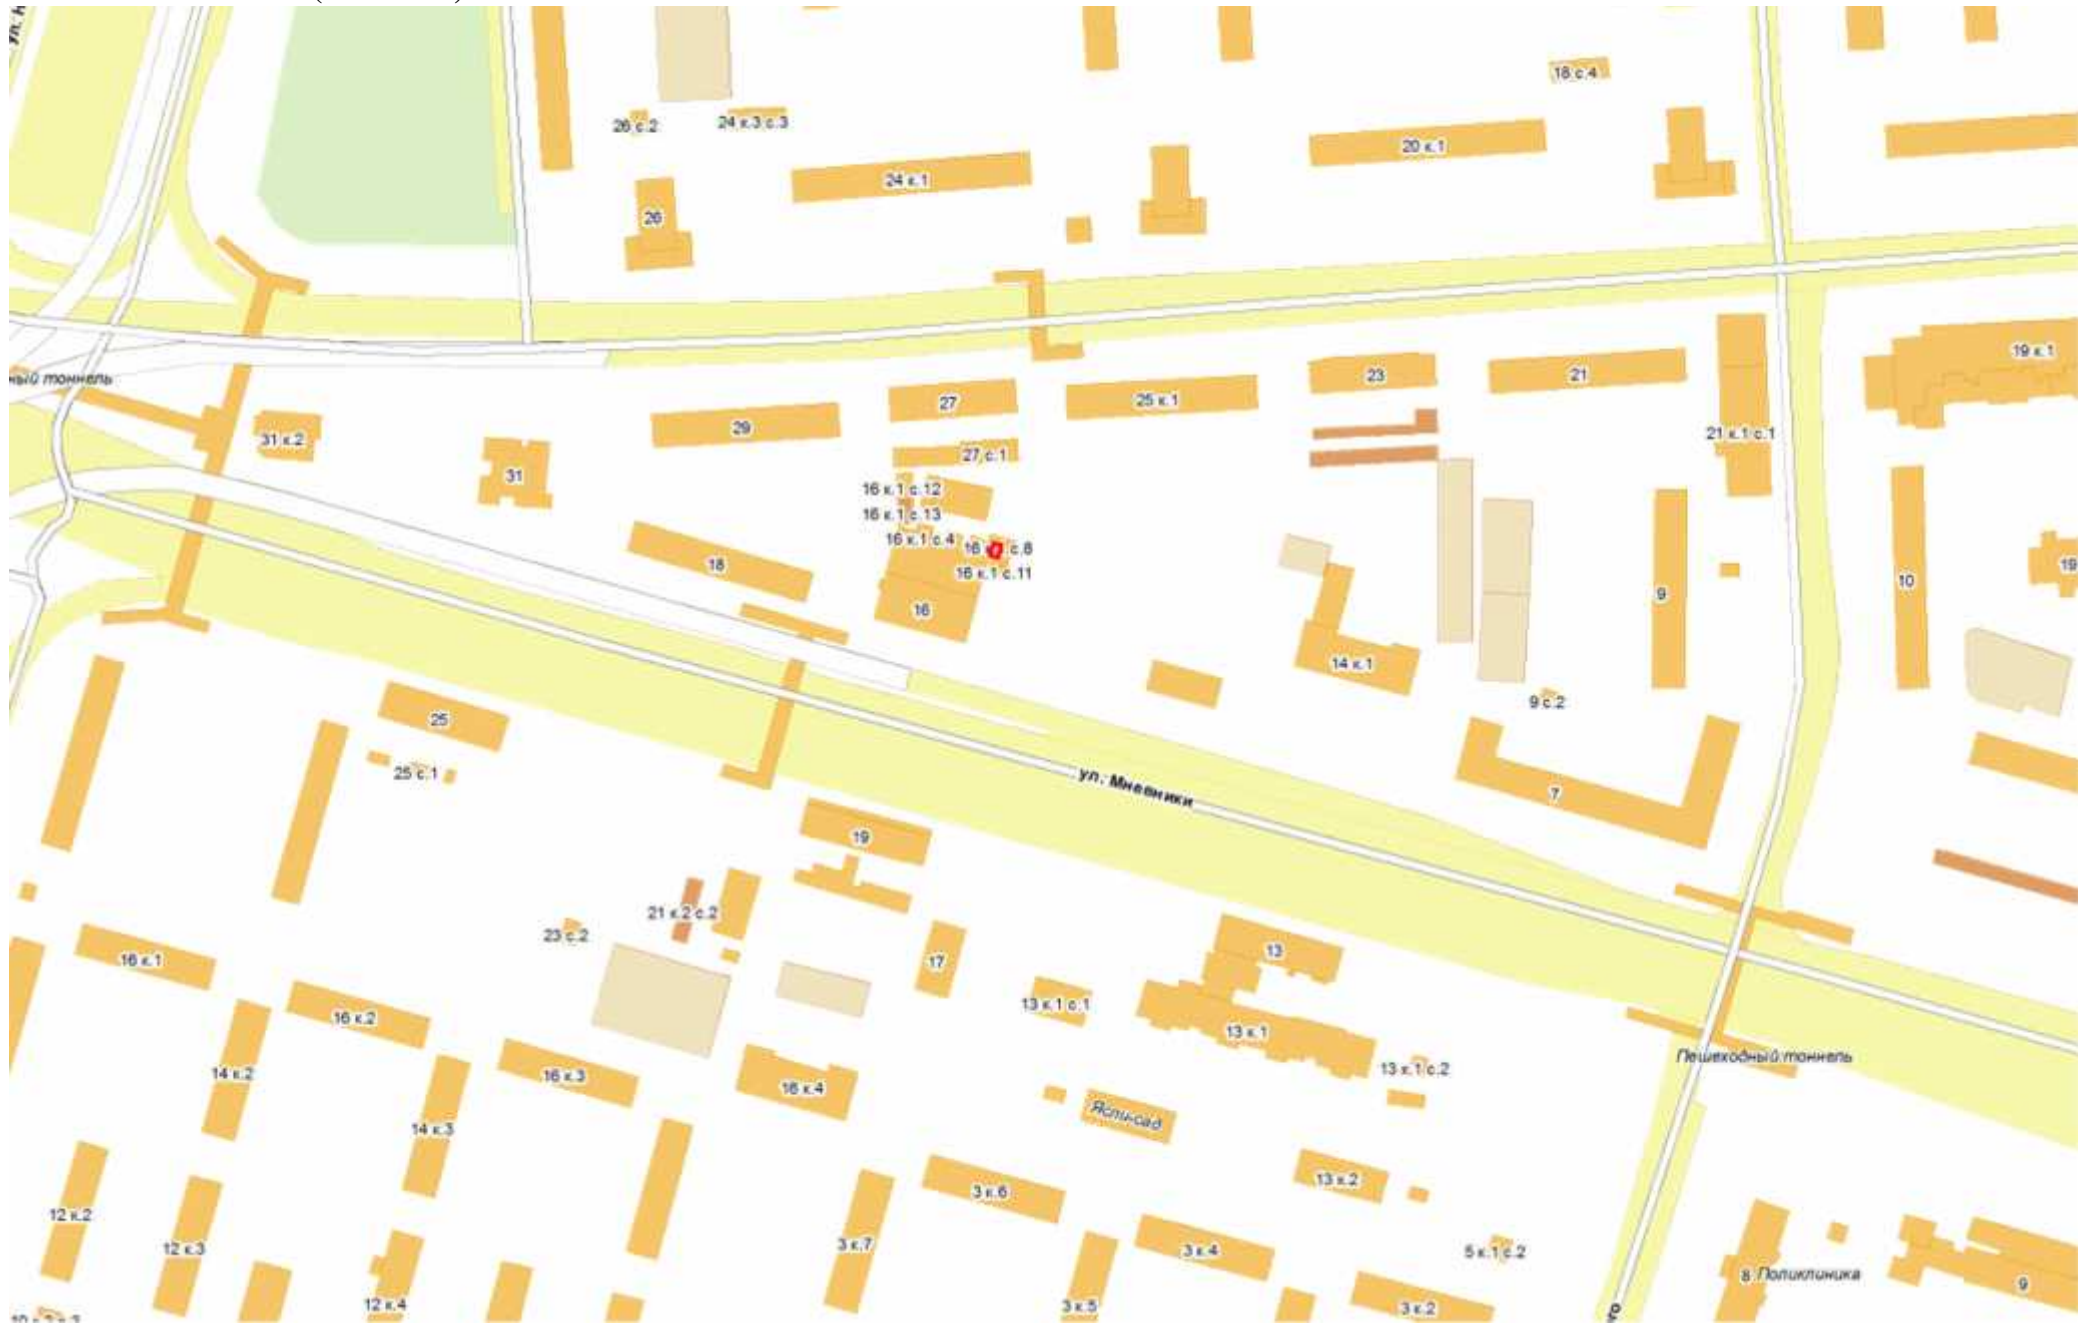 18 с.4
26 с.2
24 к.3 с.3
20 к.1
24 к.1
26
19 к.1
23
21
ный тоннель
25 к.1
27
29
31 к.2
21 к.1 с.1
27 с.1
31
16 к.1 с.12
16 к.1 с.13
16 к.1 с.4
16
с.8
18
16 к.1 с.11
19
10
9
16
14 к.1
9 с.2
25
25 с.1
ул. Мневники
7
19
21 к.2 с.2
23 с.2
13
16 к.1
17
13 к.1 с.1
16 к.2
13 к.1
Пешеходный тоннель
13 к.1 с.2
14 к.2
16 к.3
16 к.4
Ясли-сад
14 к.3
13 к.2
3 к.6
12 к.2
12 к.3
3 к.7
3 к.4
5 к.1 с.2
8 Поликлиника
9
12 к.4
3 к.5
3 к.2